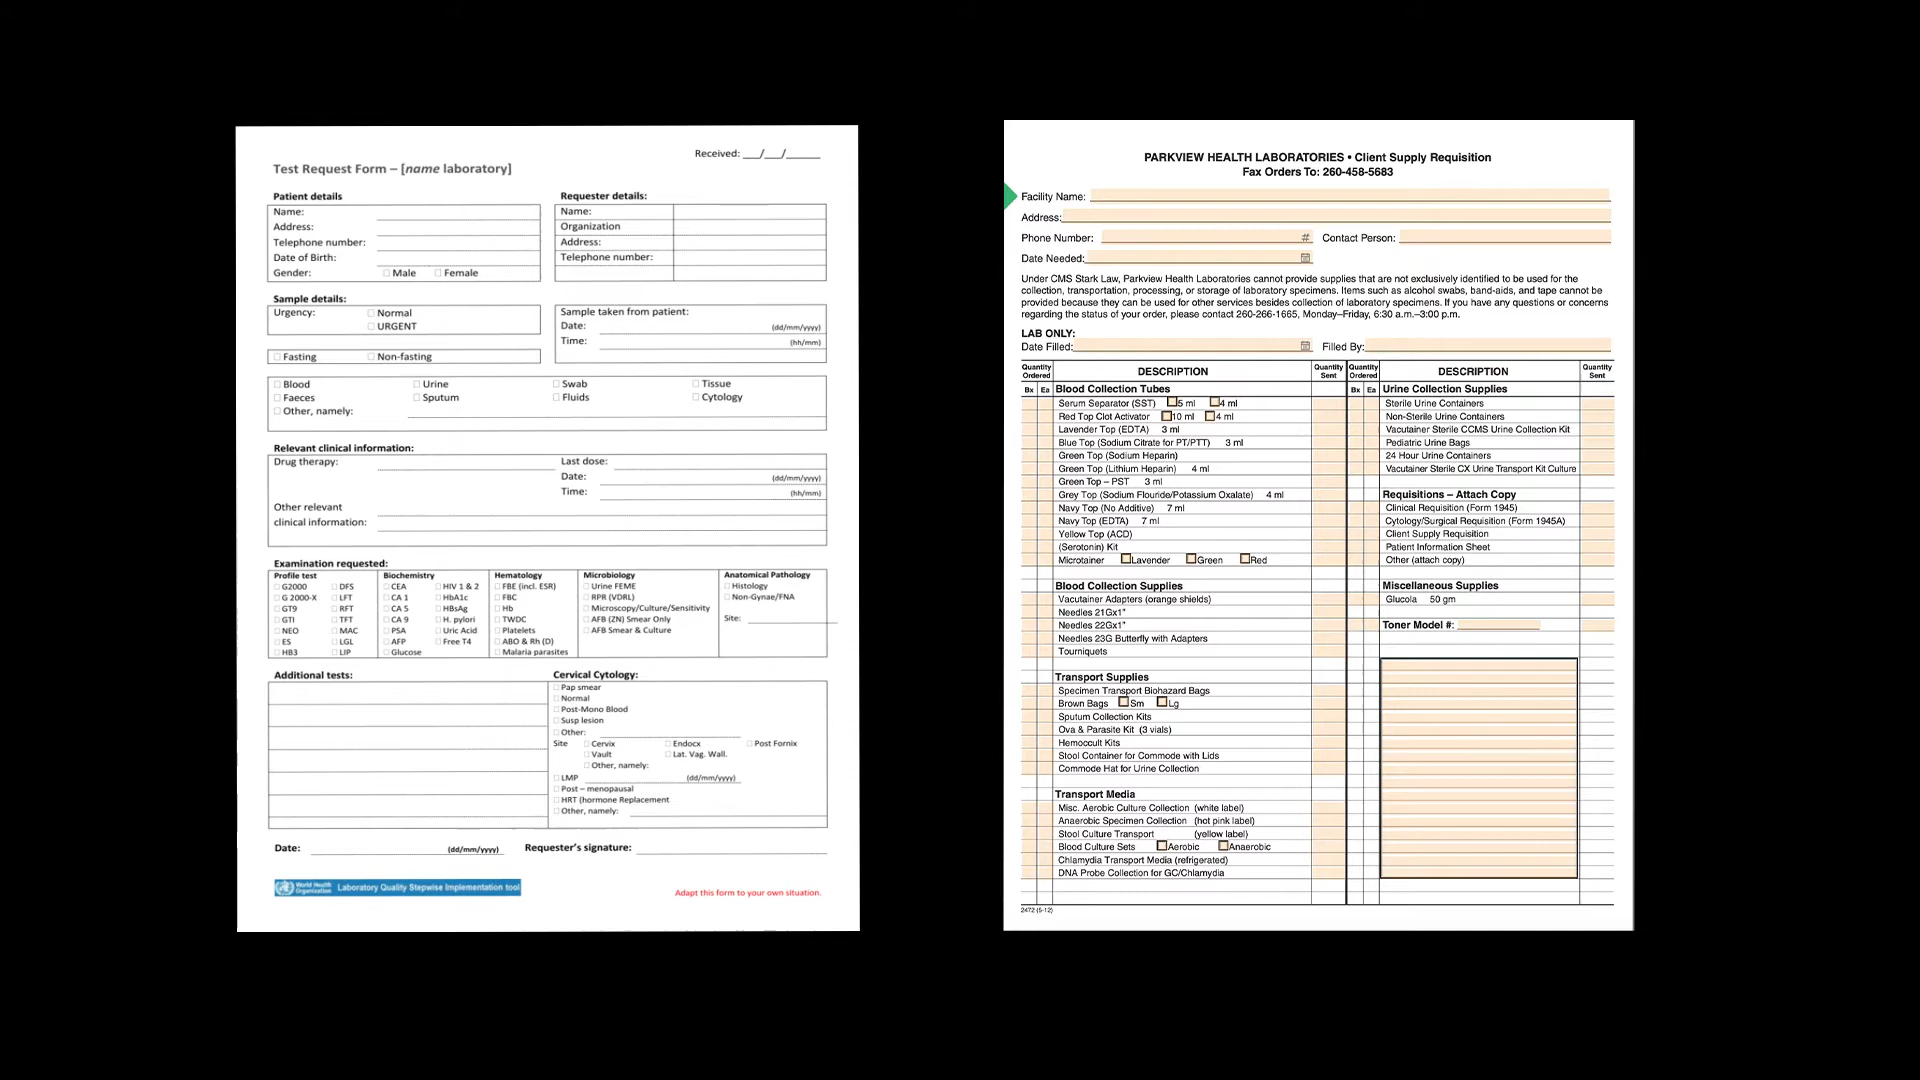 Received: ___/___/______
Test Request Form – [name laboratory]
Patient details
Name:
Address:
Telephone number:
Date of Birth:
Gender: Male Female
Requester details:
Name:
Organization
Address:
Telephone number:
Sample details:
Urgency: Normal
URGENT
Fasting Non-fasting
Sample taken from patient:
Date: (dd/mm/yyyy)
Time: (hh/mm)
Blood Urine Swab Tissue
Faeces Sputum Fluids Cytology
Other, namely:
Relevant clinical information:
Drug therapy: Last dose:
Date: (dd/mm/yyyy)
Time: (hh/mm)
Other relevant
clinical information:
Examination requested:
Profile test Biochemistry Hematology Microbiology Anatomical Pathology
G2000 DFS CEA HIV 1 & 2 FBE (incl. ESR) Urine FEME Histology
G 2000-X LFT CA 1 HbA1c FBC RPR (VDRL) Non-Gynae/FNA
GT9 RFT CA 5 HBsAg Hb Microscopy/Culture/Sensitivity
GTI TFT CA 9 H. pylori TWDC AFB (ZN) Smear Only Site:
NEO MAC PSA Uric Acid Platelets AFB Smear & Culture
ES LGL AFP Free T4 ABO & Rh (D)
HB3 LIP Glucose Malaria parasites
Additional tests:
Cervical Cytology:
Pap smear
Normal
Post-Mono Blood
Susp lesion
Other:
Site Cervix Endocx Post Fornix
Vault Lat. Vag. Wall.
Other, namely:
LMP (dd/mm/yyyy)
Post – menopausal
HRT (hormone Replacement
Other, namely:
Date: (dd/mm/yyyy) Requester's signature:
World Health
Organization
Laboratory Quality Stepwise Implementation tool
Adapt this form to your own situation.
PARKVIEW HEALTH LABORATORIES • Client Supply Requisition
Fax Orders To: 260-458-5683
Facility Name:
Address:
Phone Number: # Contact Person:
Date Needed:
Under CMS Stark Law, Parkview Health Laboratories cannot provide supplies that are not exclusively identified to be used for the
collection, transportation, processing, or storage of laboratory specimens. Items such as alcohol swabs, band-aids, and tape cannot be
provided because they can be used for other services besides collection of laboratory specimens. If you have any questions or concerns
regarding the status of your order, please contact 260-266-1665, Monday–Friday, 6:30 a.m.–3:00 p.m.
LAB ONLY:
Date Filled: Filled By:
Quantity Ordered DESCRIPTION Quantity Sent
Bx Ea Blood Collection Tubes
Serum Separator (SST) 5 ml 4 ml
Red Top Clot Activator 10 ml 4 ml
Lavender Top (EDTA) 3 ml
Blue Top (Sodium Citrate for PT/PTT) 3 ml
Green Top (Sodium Heparin)
Green Top (Lithium Heparin) 4 ml
Green Top – PST 3 ml
Grey Top (Sodium Flouride/Potassium Oxalate) 4 ml
Navy Top (No Additive) 7 ml
Navy Top (EDTA) 7 ml
Yellow Top (ACD)
(Serotonin) Kit
Microtainer Lavender Green Red
Blood Collection Supplies
Vacutainer Adapters (orange shields)
Needles 21Gx1"
Needles 22Gx1"
Needles 23G Butterfly with Adapters
Tourniquets
Transport Supplies
Specimen Transport Biohazard Bags
Brown Bags Sm Lg
Sputum Collection Kits
Ova & Parasite Kit (3 vials)
Hemoccult Kits
Stool Container for Commode with Lids
Commode Hat for Urine Collection
Transport Media
Misc. Aerobic Culture Collection (white label)
Anaerobic Specimen Collection (hot pink label)
Stool Culture Transport (yellow label)
Blood Culture Sets Aerobic Anaerobic
Chlamydia Transport Media (refrigerated)
DNA Probe Collection for GC/Chlamydia
Quantity Ordered DESCRIPTION Quantity Sent
Bx Ea Urine Collection Supplies
Sterile Urine Containers
Non-Sterile Urine Containers
Vacutainer Sterile CCMS Urine Collection Kit
Pediatric Urine Bags
24 Hour Urine Containers
Vacutainer Sterile CX Urine Transport Kit Culture
Requisitions – Attach Copy
Clinical Requisition (Form 1945)
Cytology/Surgical Requisition (Form 1945A)
Client Supply Requisition
Patient Information Sheet
Other (attach copy)
Miscellaneous Supplies
Glucola 50 gm
Toner Model #:
2472 (5-12)